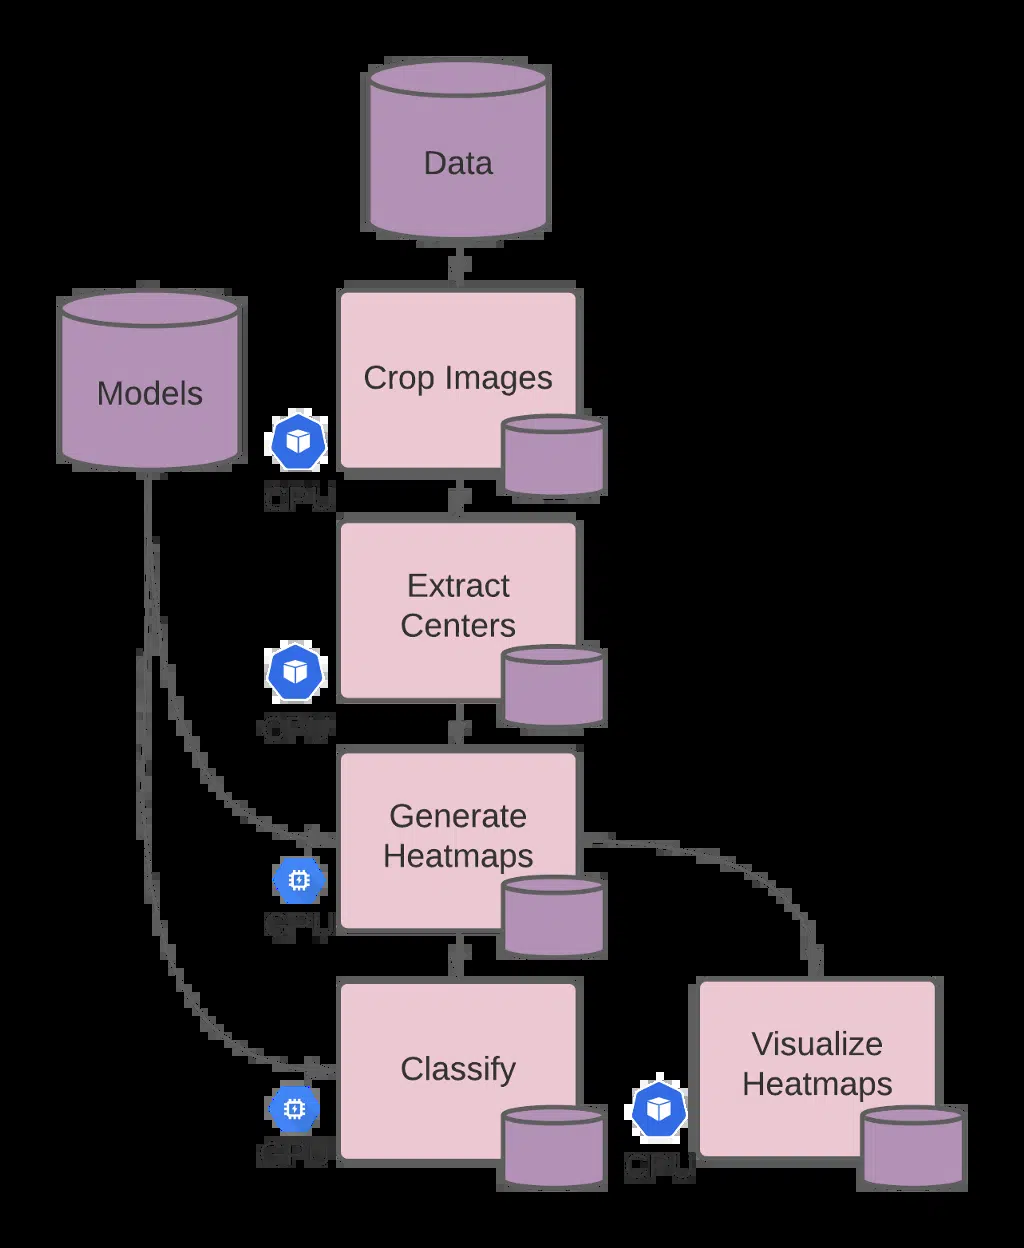 Data
Models
Crop Images
CPU
Extract
Centers
CPU
Generate
Heatmaps
GPU
Classify
GPU
Visualize
Heatmaps
CPU